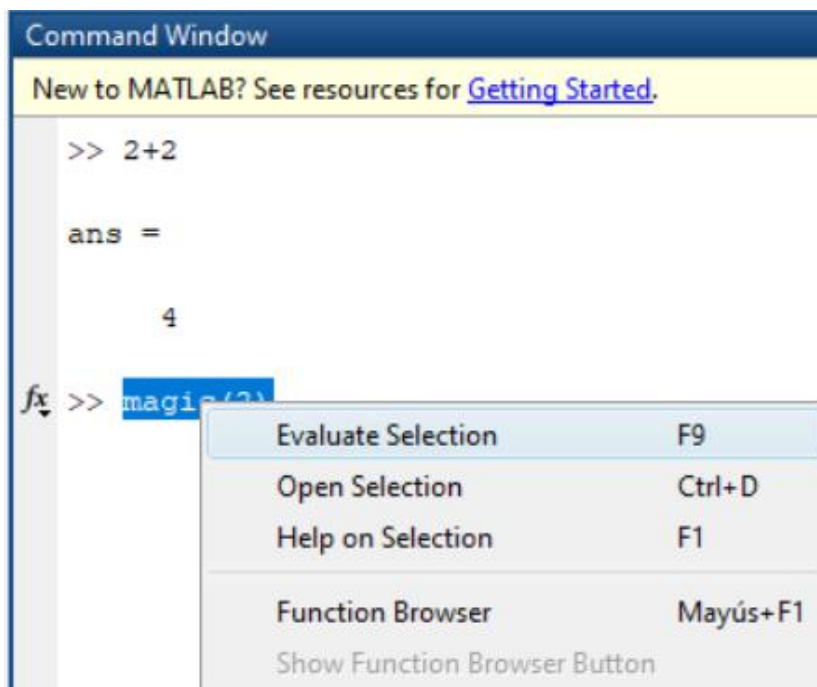 Command Window
New to MATLAB? See resources for Getting Started.
>> 2+2
ans =
4
fx >>
Evaluate Selection F9
Open Selection Ctrl+D
Help on Selection F1
Function Browser Mayús+F1
Show Function Browser Button